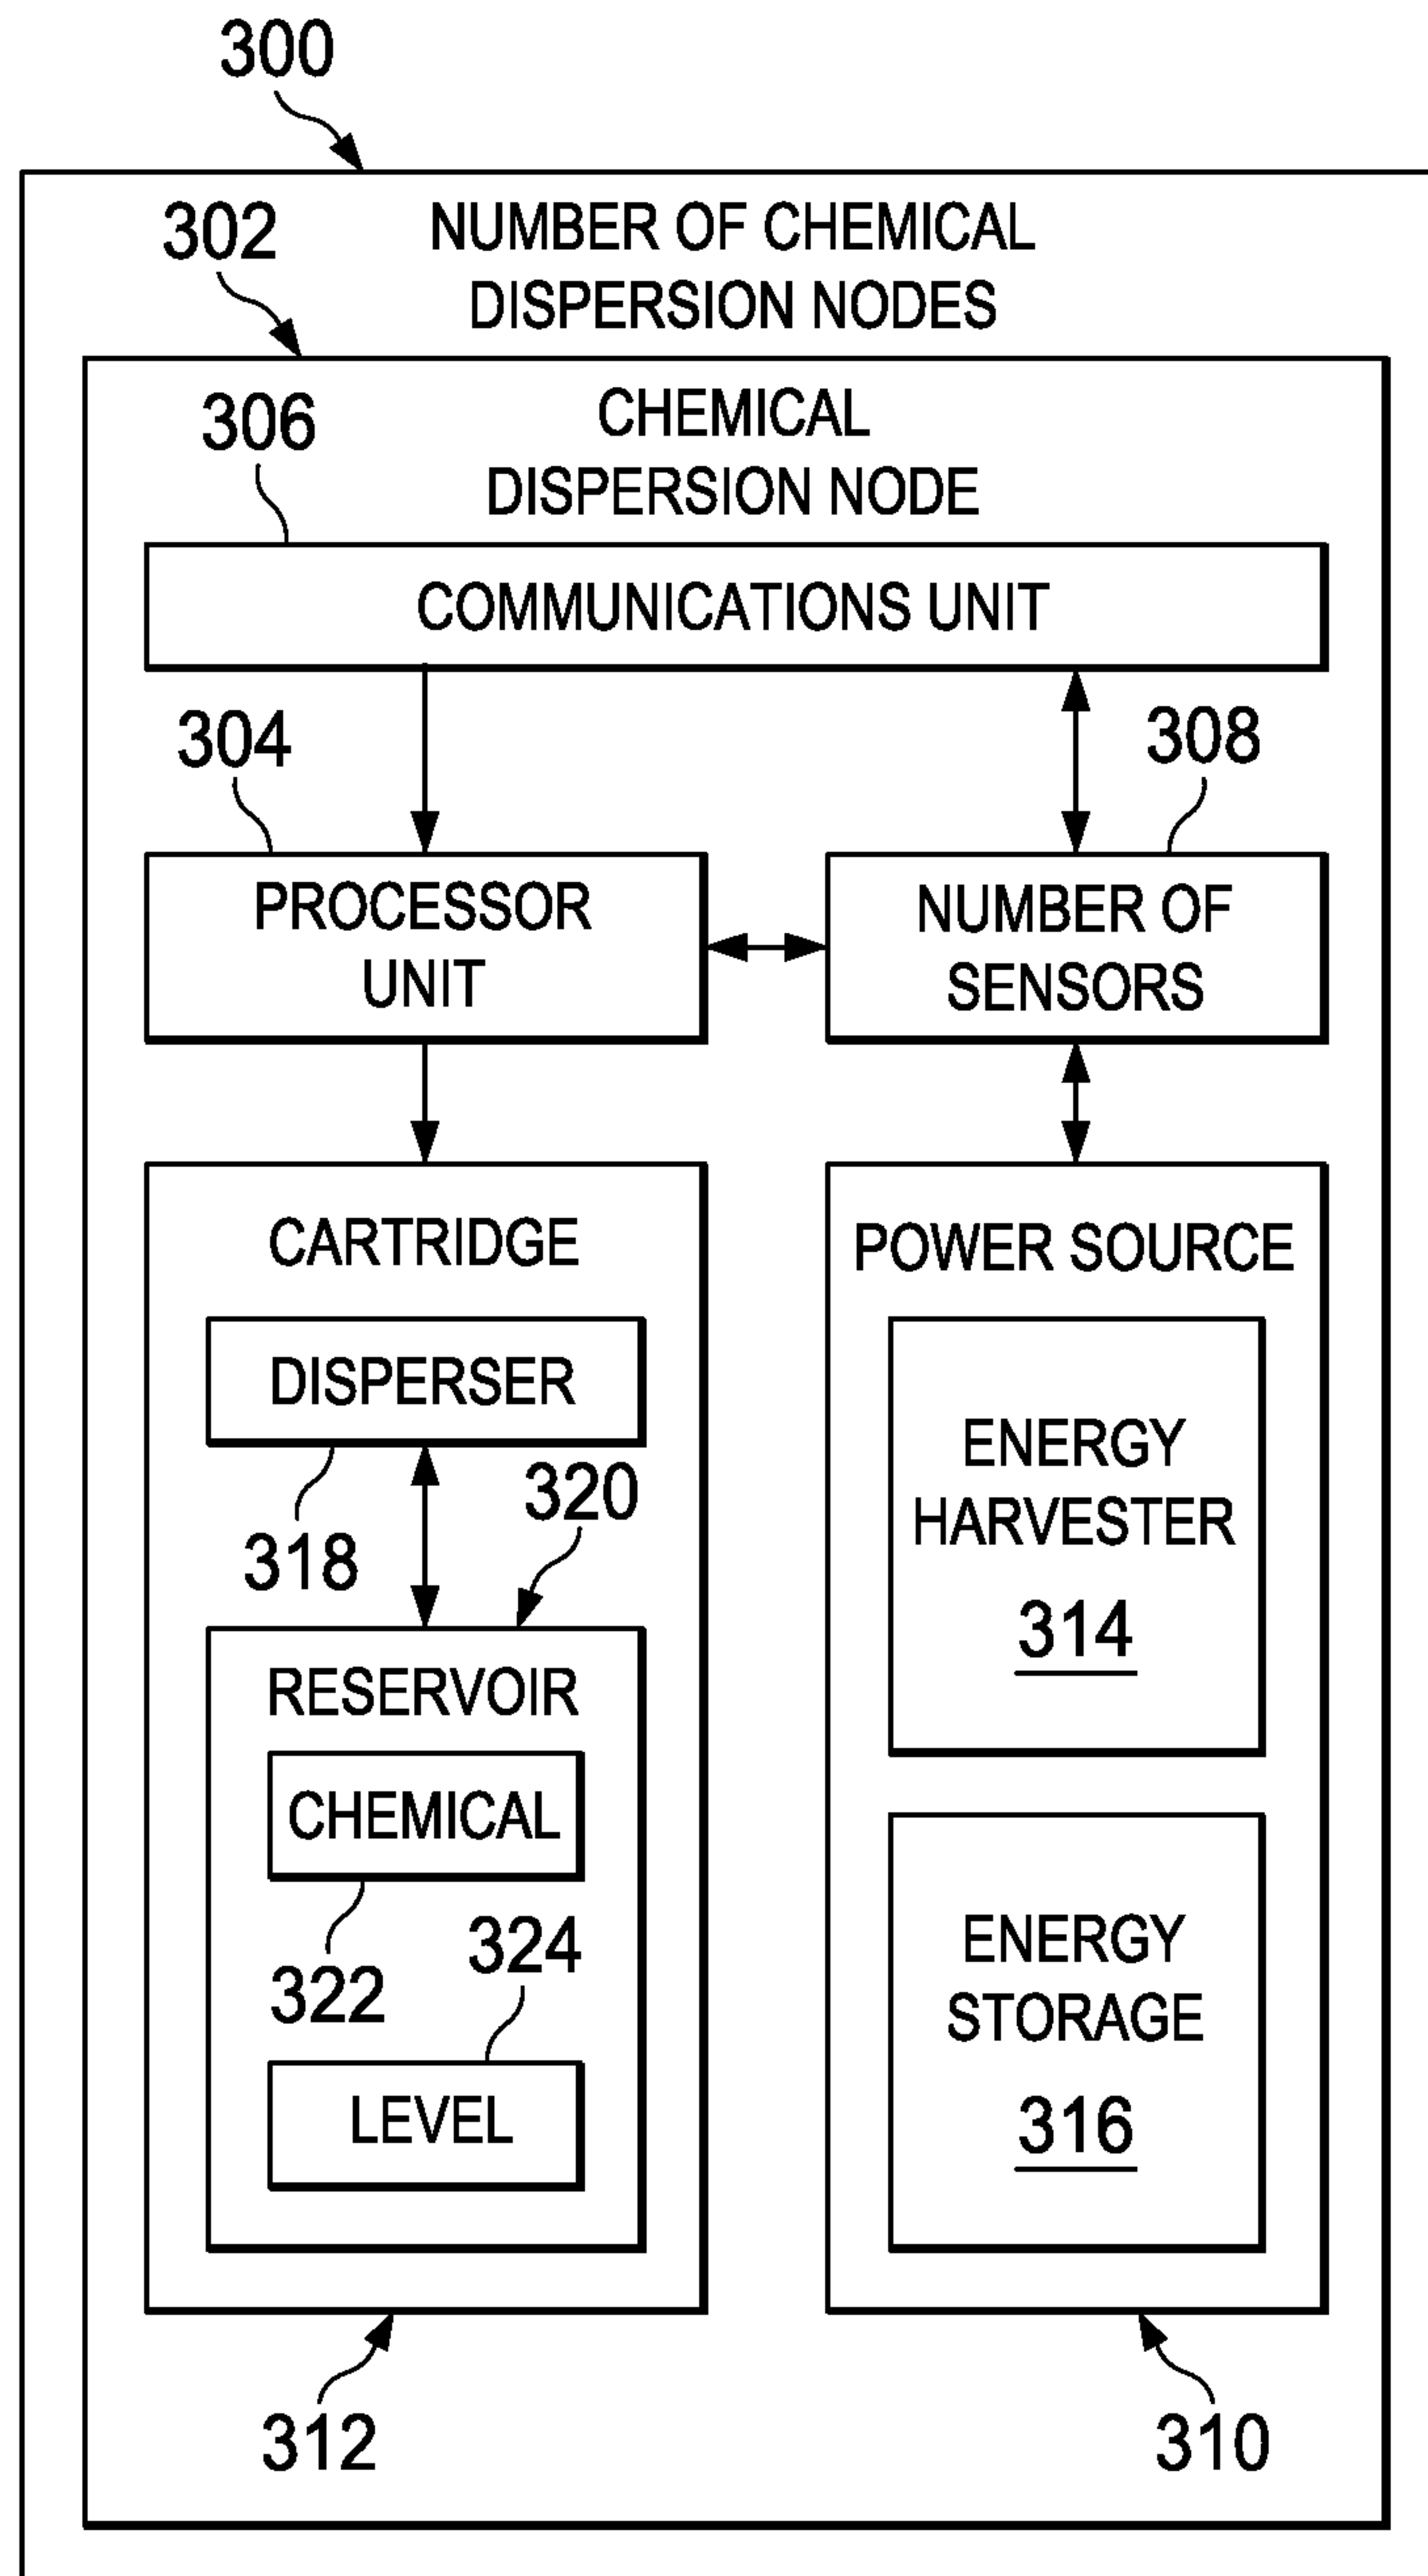 300
302
NUMBER OF CHEMICAL
DISPERSION NODES
306
CHEMICAL
DISPERSION NODE
COMMUNICATIONS UNIT
304
308
PROCESSOR
UNIT
NUMBER OF
SENSORS
CARTRIDGE
DISPERSER
318
320
RESERVOIR
CHEMICAL
322
324
LEVEL
312
POWER SOURCE
ENERGY
HARVESTER
314
ENERGY
STORAGE
316
310